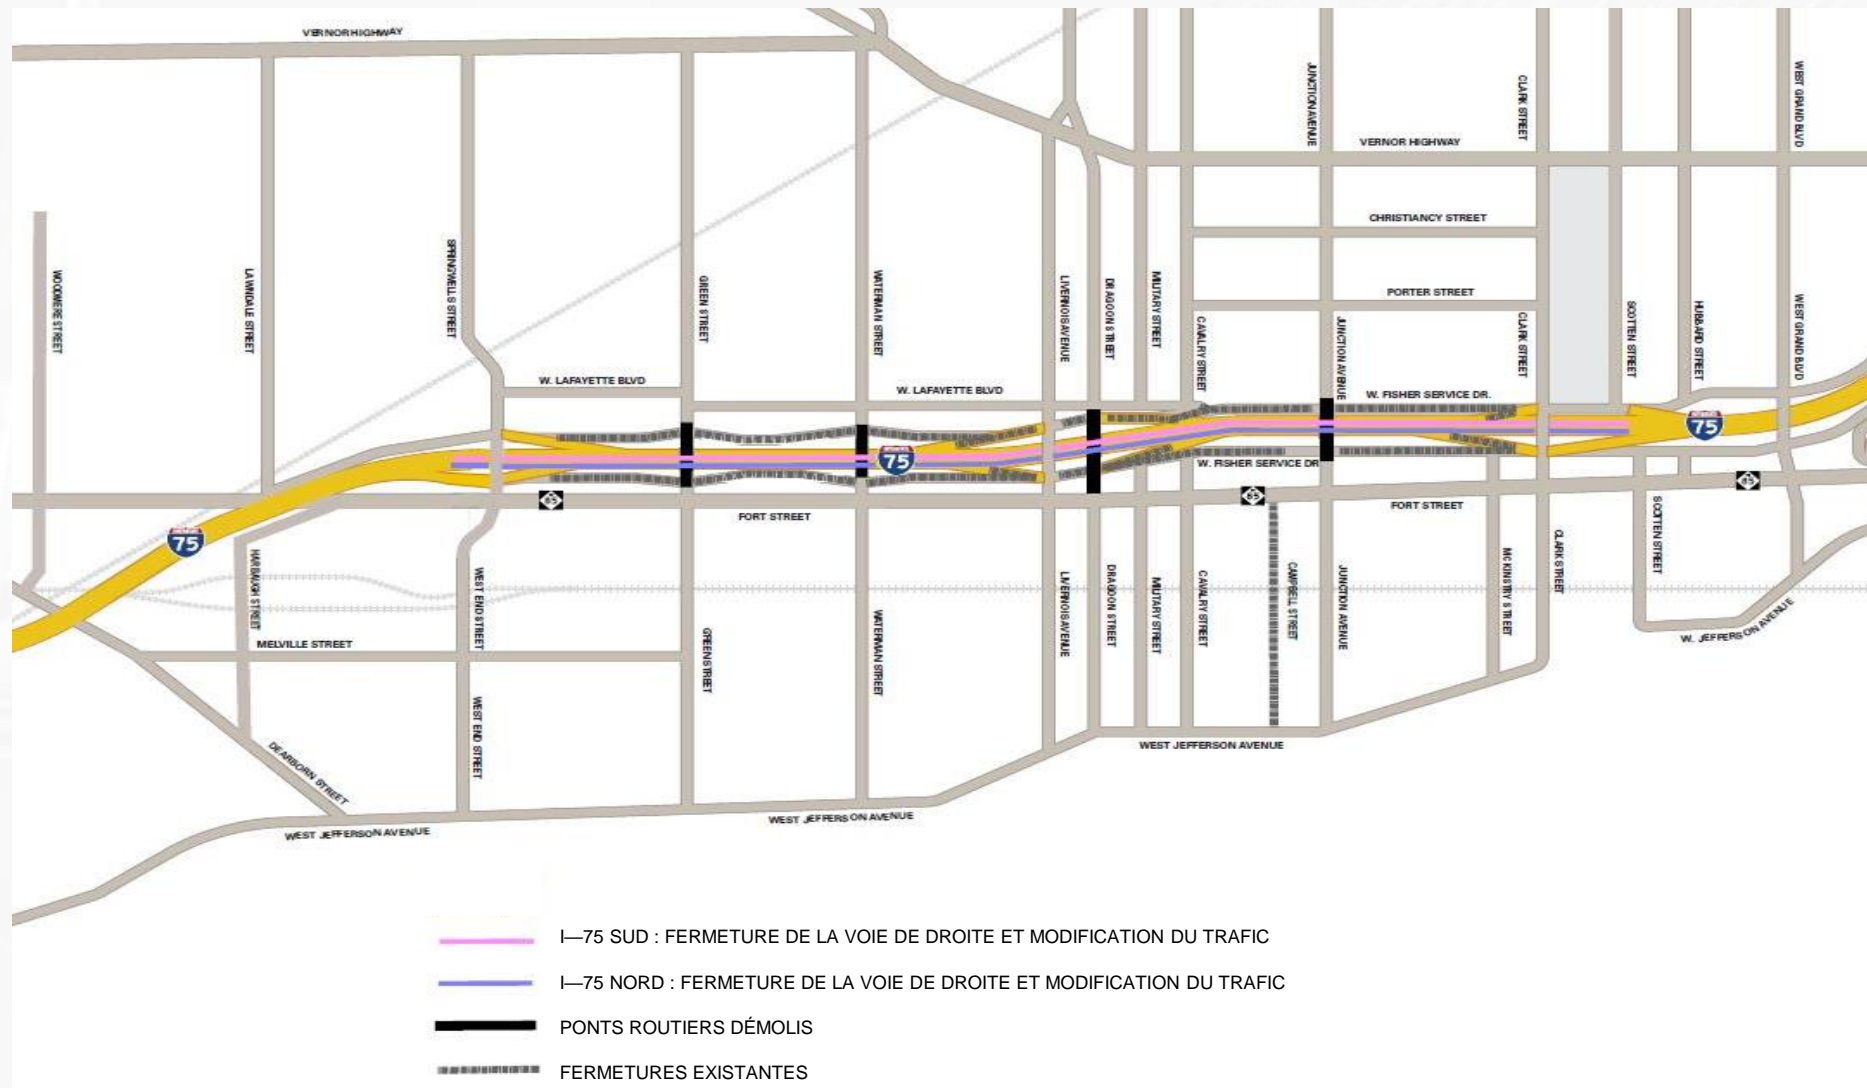 VERNOR HIGHWAY
JUNCTION AVENUE
CLARK STREET
WEST GRAND BLVD
VERNOR HIGHWAY
CHRISTIANCY STREET
WOODMERE STREET
LAWNDALE STREET
SPRINGWELLS STREET
GREEN STREET
WATERMAN STREET
LIVERNOIS AVENUE
DRAGOON STREET
MILITARY STREET
PORTER STREET
CAVALRY STREET
JUNCTION AVENUE
CLARK STREET
SCOTTEN STREET
HUBBARD STREET
WEST GRAND BLVD
W. LAFAYETTE BLVD
W. LAFAYETTE BLVD
W. FISHER SERVICE DR.
75
75
W. FISHER SERVICE DR
85
85
85
FORT STREET
FORT STREET
75
HARBAUGH STREET
WEST END STREET
LIVERNOIS AVENUE
DRAGOON STREET
MILITARY STREET
CAVALRY STREET
CAMPBELL STREET
JUNCTION AVENUE
MC KINSTRY STREET
CLARK STREET
SCOTTEN STREET
W. JEFFERSON AVENUE
MELVILLE STREET
GREEN STREET
WATERMAN STREET
WEST END STREET
DEARBORN STREET
WEST JEFFERSON AVENUE
WEST JEFFERSON AVENUE
WEST JEFFERSON AVENUE
I—75 SUD : FERMETURE DE LA VOIE DE DROITE ET MODIFICATION DU TRAFIC
I—75 NORD : FERMETURE DE LA VOIE DE DROITE ET MODIFICATION DU TRAFIC
PONTS ROUTIERS DÉMOLIS
FERMETURES EXISTANTES